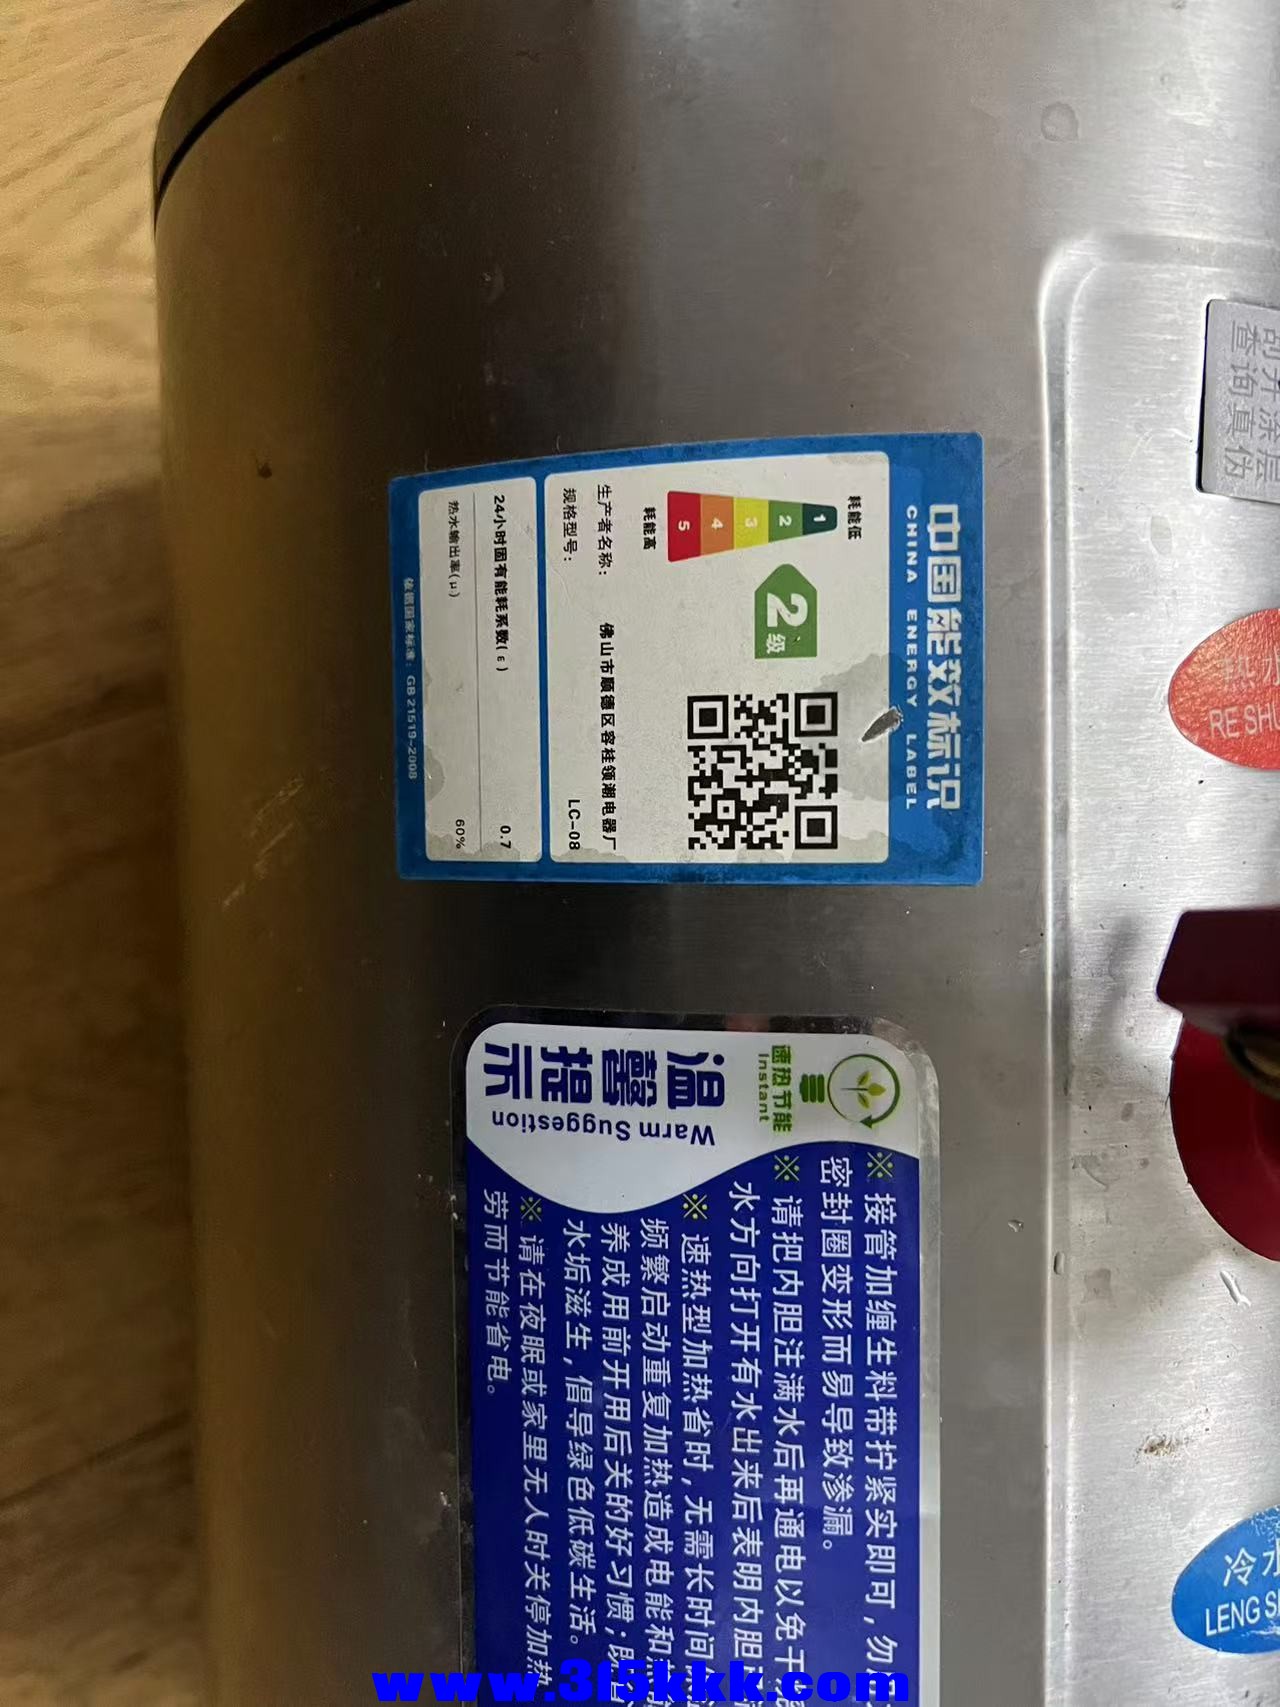 中国能效标识
CHINA ENERGY LABEL
耗能低
1
2
3
4
5
耗能高
2级
生产者名称: 佛山市顺德区容桂领潮电器厂
规格型号: LC-08
24小时固有能耗系数(ε) 0.7
热水输出率(μ) 60%
依据国家标准: GB 21519-2008
速热节能
Instant
温馨提示
Warm Suggestion
※接管加缠生料带拧紧实即可,勿
密封圈变形而易导致渗漏。
※请把内胆注满水后再通电以免干
水方向打开有水出来后表明内胆
※速热型加热省时,无需长时间
频繁启动重复加热造成电能和
养成用前开用后关的好习惯;
水垢滋生,倡导绿色低碳生活。
※请在夜眠或家里无人时关停加热
劳而节能省电。
刮开涂层
查询真伪
热水
RE SHU
冷水
LENG S
www.315kkk.com